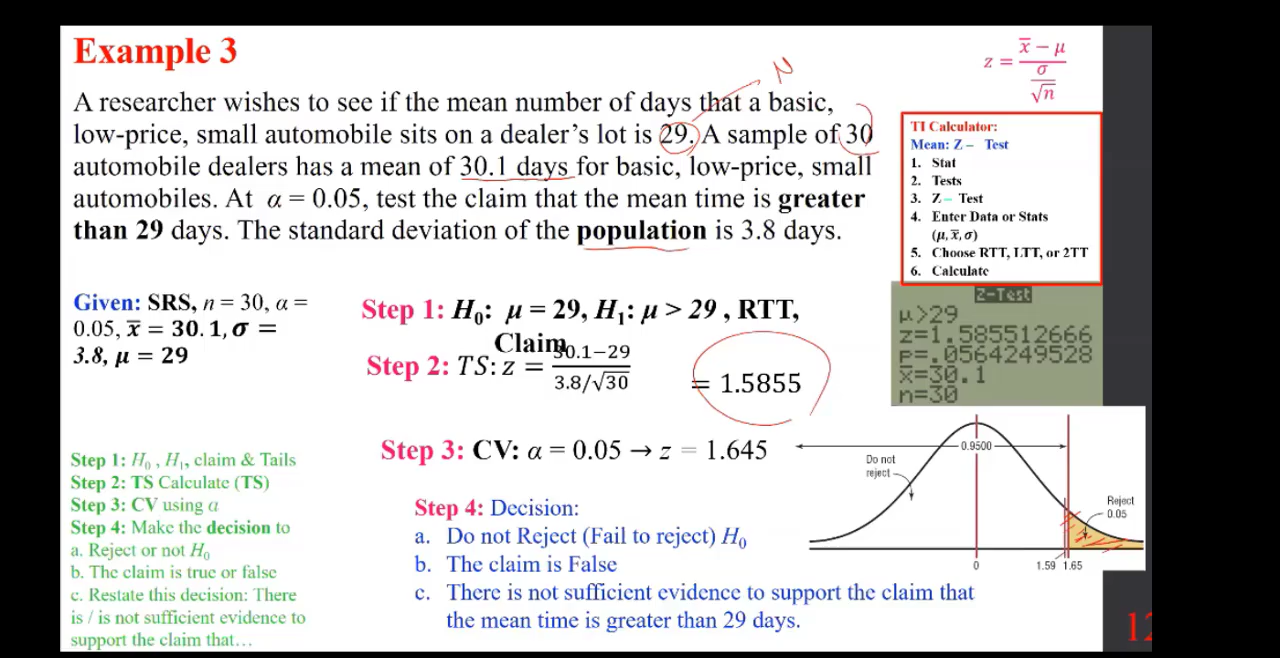 Example 3
z = x̅ − μ / σ/√n
N
A researcher wishes to see if the mean number of days that a basic,
low-price, small automobile sits on a dealer's lot is 29. A sample of 30
automobile dealers has a mean of 30.1 days for basic, low-price, small
automobiles. At α = 0.05, test the claim that the mean time is greater
than 29 days. The standard deviation of the population is 3.8 days.
TI Calculator:
Mean: Z – Test
1. Stat
2. Tests
3. Z – Test
4. Enter Data or Stats
(μ, x̅, σ)
5. Choose RTT, LTT, or 2TT
6. Calculate
Given: SRS, n = 30, α =
0.05, x̅ = 30.1, σ =
3.8, μ = 29
Step 1: H₀: μ = 29, H₁: μ > 29, RTT,
Claim
Step 2: TS: z = 30.1−29 / 3.8/√30 = 1.5855
Step 3: CV: α = 0.05 → z = 1.645
Z-Test
μ>29
z=1.585512666
p=.0564249528
x̅=30.1
n=30
Step 1: H₀, H₁, claim & Tails
Step 2: TS Calculate (TS)
Step 3: CV using α
Step 4: Make the decision to
a. Reject or not H₀
b. The claim is true or false
c. Restate this decision: There
is / is not sufficient evidence to
support the claim that…
Step 4: Decision:
a. Do not Reject (Fail to reject) H₀
b. The claim is False
c. There is not sufficient evidence to support the claim that
the mean time is greater than 29 days.
0.9500
Do not
reject
Reject
0.05
0
1.59 1.65
12